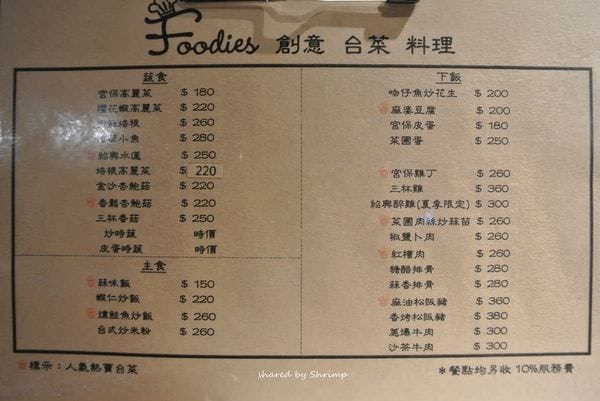 Foodies 創意 台菜 料理
蔬食
宮保高麗菜 $ 180
櫻花蝦高麗菜 $ 220
培根 $ 260
小魚 $ 280
紹興水蓮 $ 250
培根高麗菜 $ 220
金沙杏鮑菇 $ 220
香鬆杏鮑菇 $ 220
三杯香菇 $ 250
炒時蔬 時價
皮蛋時蔬 時價
主食
蒜味飯 $ 150
蝦仁炒飯 $ 220
燻鮭魚炒飯 $ 260
台式炒米粉 $ 260
下飯
吻仔魚炒花生 $ 200
麻婆豆腐 $ 200
宮保皮蛋 $ 180
菜圃蛋 $ 250
宮保雞丁 $ 260
三杯雞 $ 360
紹興醉雞(夏季限定) $ 300
菜圃肉絲炒蒜苗 $ 260
椒鹽卜肉 $ 260
紅糟肉 $ 260
糖醋排骨 $ 280
蒜香排骨 $ 280
麻油松阪豬 $ 360
香烤松阪豬 $ 380
蔥爆牛肉 $ 300
沙茶牛肉 $ 300
標示：人氣熱賣台菜
＊餐點均另收 10%服務費
shared by Shrimp